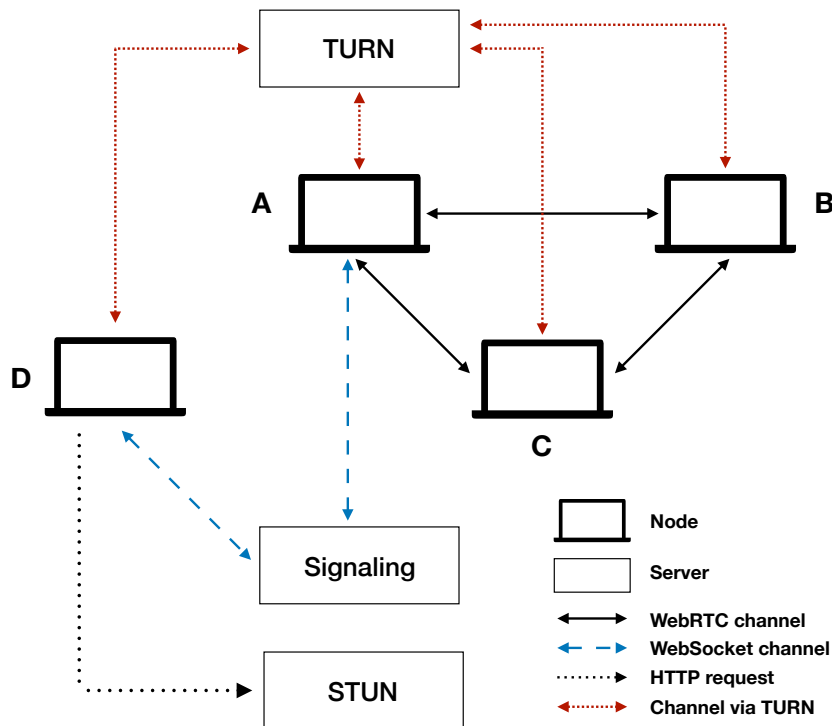 TURN
A
B
D
C
Signaling
STUN
Node
Server
WebRTC channel
WebSocket channel
HTTP request
Channel via TURN